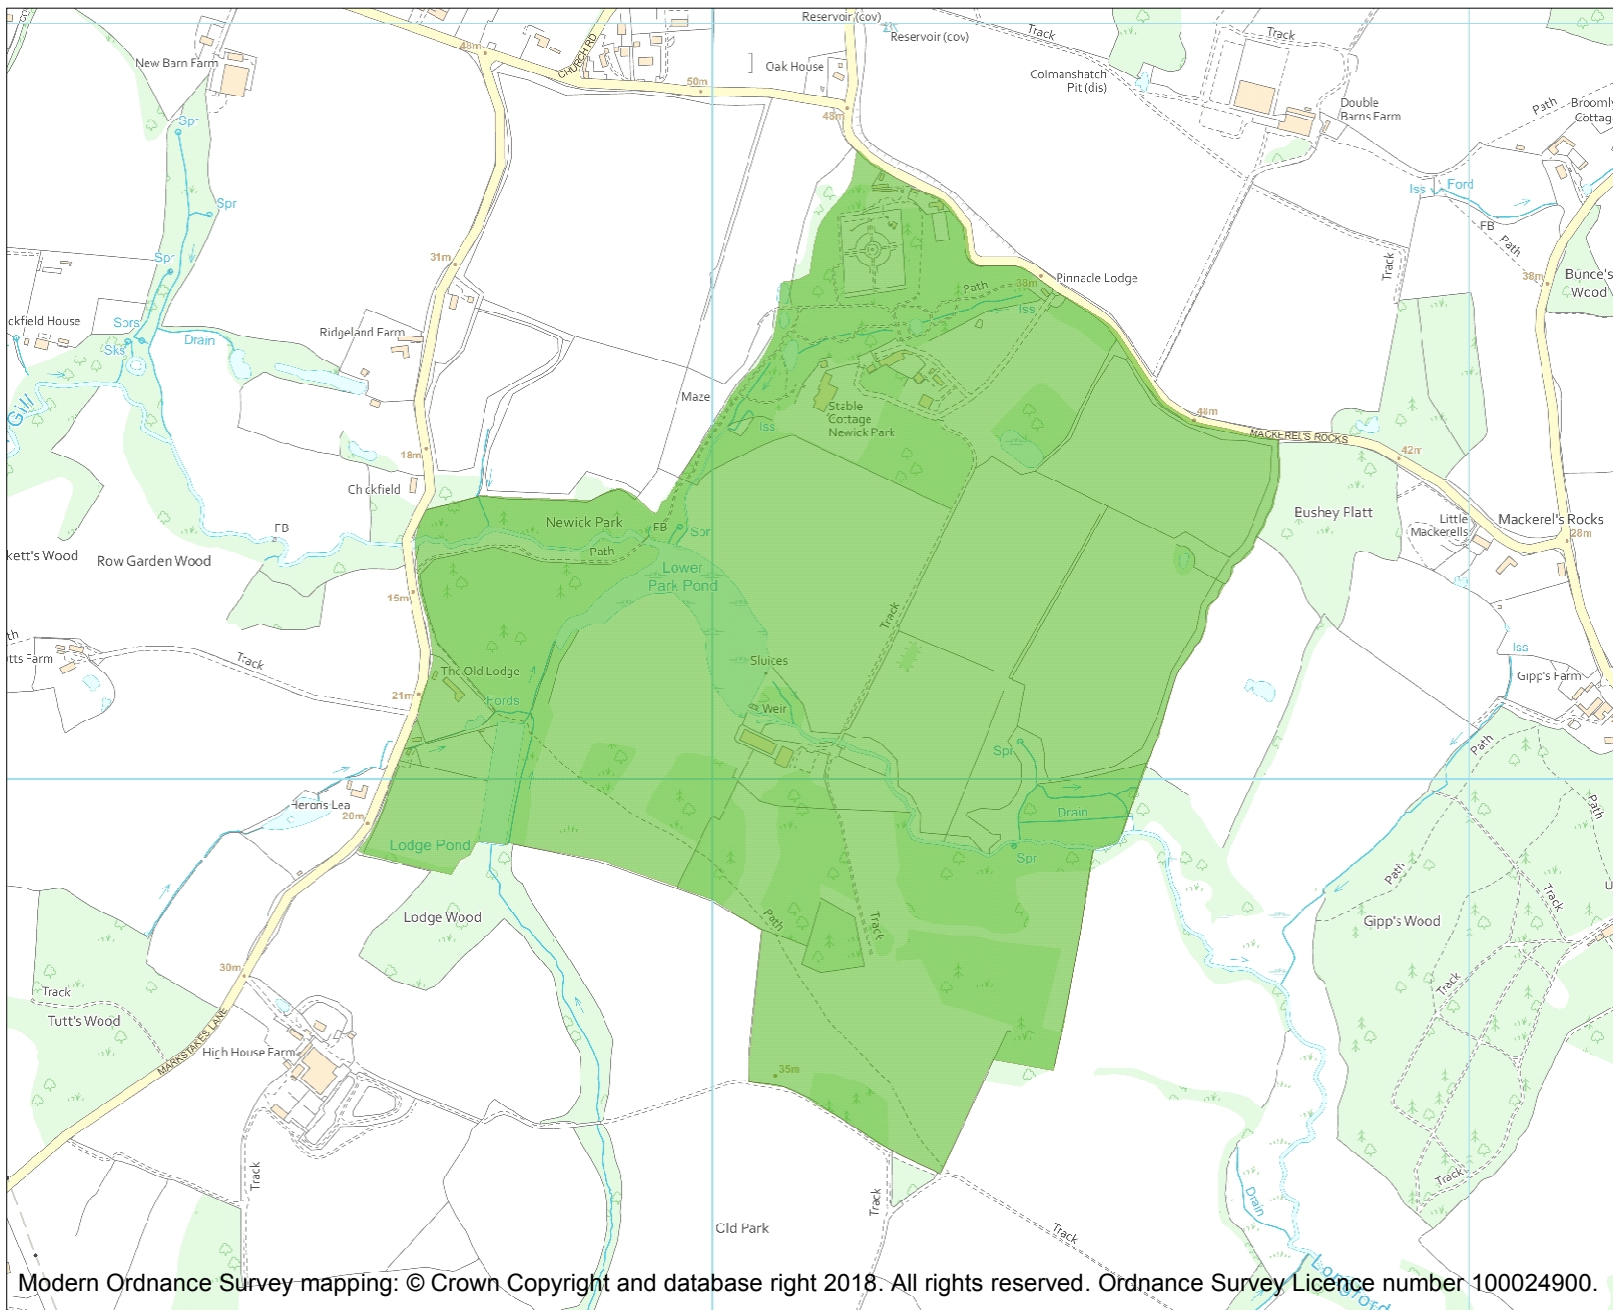 Reservoir (cov)
Reservoir (cov)
Track
Track
48m
CHURCH RD
New Barn Farm
Oak House
50m
48m
Colmanshatch
Pit (dis)
Double
Barns Farm
Path
Spr
Spr
Iss
Ford
FB
Path
Spr
31m
Track
38m
Bunce's
Wood
Pinnacle Lodge
38m
Path
Iss
ckfield House
Sprs
Sks
Drain
Ridgeland Farm
Maze
Gill
Stable
Cottage
Newick Park
Iss
48m
MACKEREL'S ROCKS
42m
18m
Chickfield
Bushey Platt
Little
Mackerells
Mackerel's Rocks
28m
Newick Park
FB
Spr
Path
FB
kett's Wood
Row Garden Wood
Lower
Park Pond
15m
Track
th
tts Farm
Track
The Old Lodge
21m
Fords
Sluices
Weir
Iss
Gipp's Farm
Path
Spr
Herons Lea
20m
Drain
Path
Lodge Pond
Spr
Path
Track
Lodge Wood
Path
Track
Gipp's Wood
30m
Track
Tutt's Wood
Track
MARKSTAKES LANE
High House Farm
35m
Track
Track
Track
Drain
Old Park
Track
Longford
Modern Ordnance Survey mapping: © Crown Copyright and database right 2018. All rights reserved. Ordnance Survey Licence number 100024900.